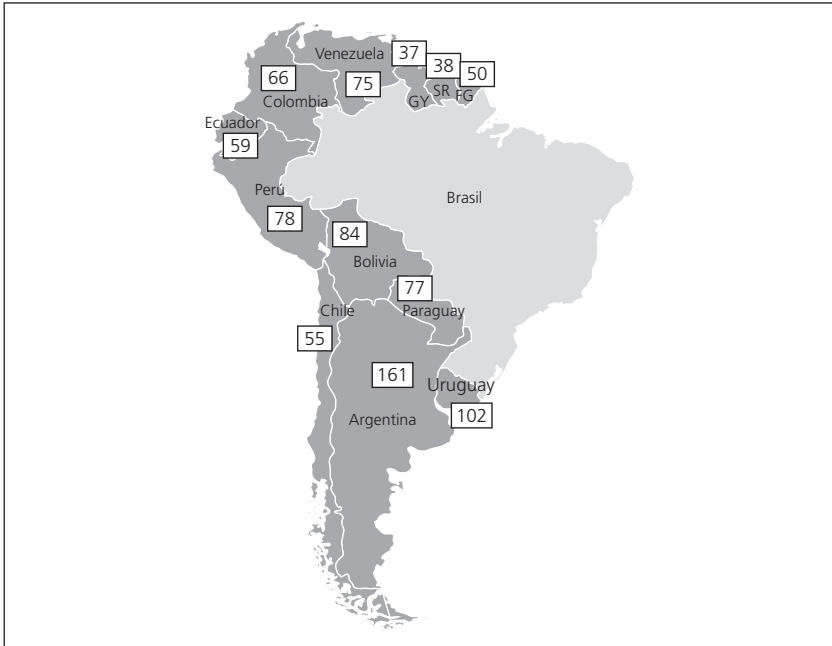 Venezuela
37
38
50
66
75
Colombia
GY
SR
FG
Ecuador
59
Perú
Brasil
78
84
Bolivia
77
Chile
Paraguay
55
161
Uruguay
102
Argentina